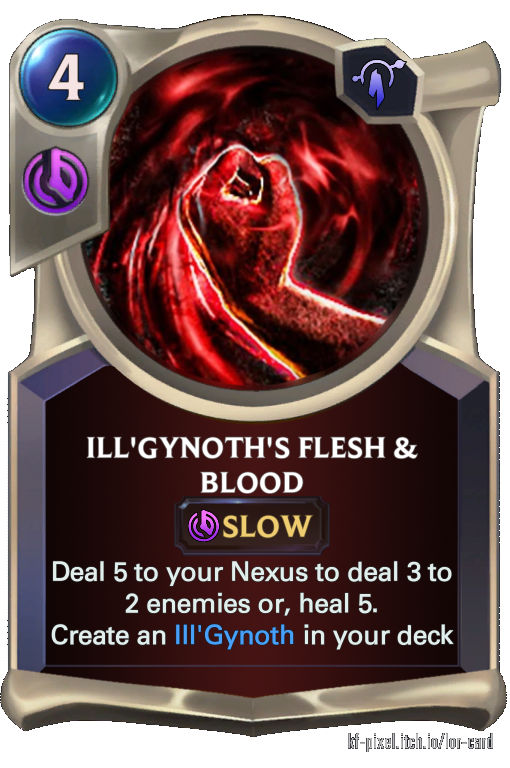 4
ILL'GYNOTH'S FLESH &
BLOOD
SLOW
Deal 5 to your Nexus to deal 3 to
2 enemies or, heal 5.
Create an Ill'Gynoth in your deck
kf-pixel.itch.io/lor-card